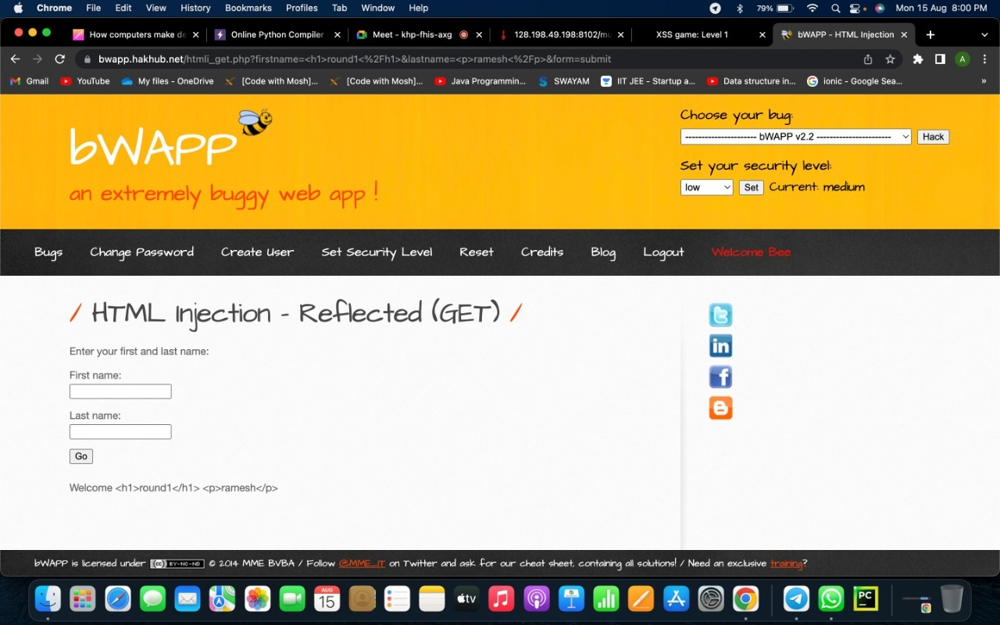 Chrome File Edit View History Bookmarks Profiles Tab Window Help 79% Mon 15 Aug 8:00 PM
How computers make de Online Python Compiler Meet - khp-fhis-axg 128.198.49.198:8102/mu XSS game: Level 1 bWAPP - HTML Injection
bwapp.hakhub.net/htmli_get.php?firstname=<h1>round1<%2Fh1>&lastname=<p>ramesh<%2Fp>&form=submit A
Gmail YouTube My files - OneDrive [Code with Mosh]... [Code with Mosh]... Java Programmin... SWAYAM IIT JEE - Startup a... Data structure in... ionic - Google Sea... »
bWAPP
an extremely buggy web app !
Choose your bug:
---------------------- bWAPP v2.2 ----------------------- Hack
Set your security level:
low Set Current: medium
Bugs Change Password Create User Set Security Level Reset Credits Blog Logout Welcome Bee
/ HTML Injection - Reflected (GET) /
Enter your first and last name:
First name:
Last name:
Go
Welcome <h1>round1</h1> <p>ramesh</p>
bWAPP is licensed under (cc) BY-NC-ND © 2014 MME BVBA / Follow @MME_IT on Twitter and ask for our cheat sheet, containing all solutions! / Need an exclusive training?
AUG
15
tv
PC